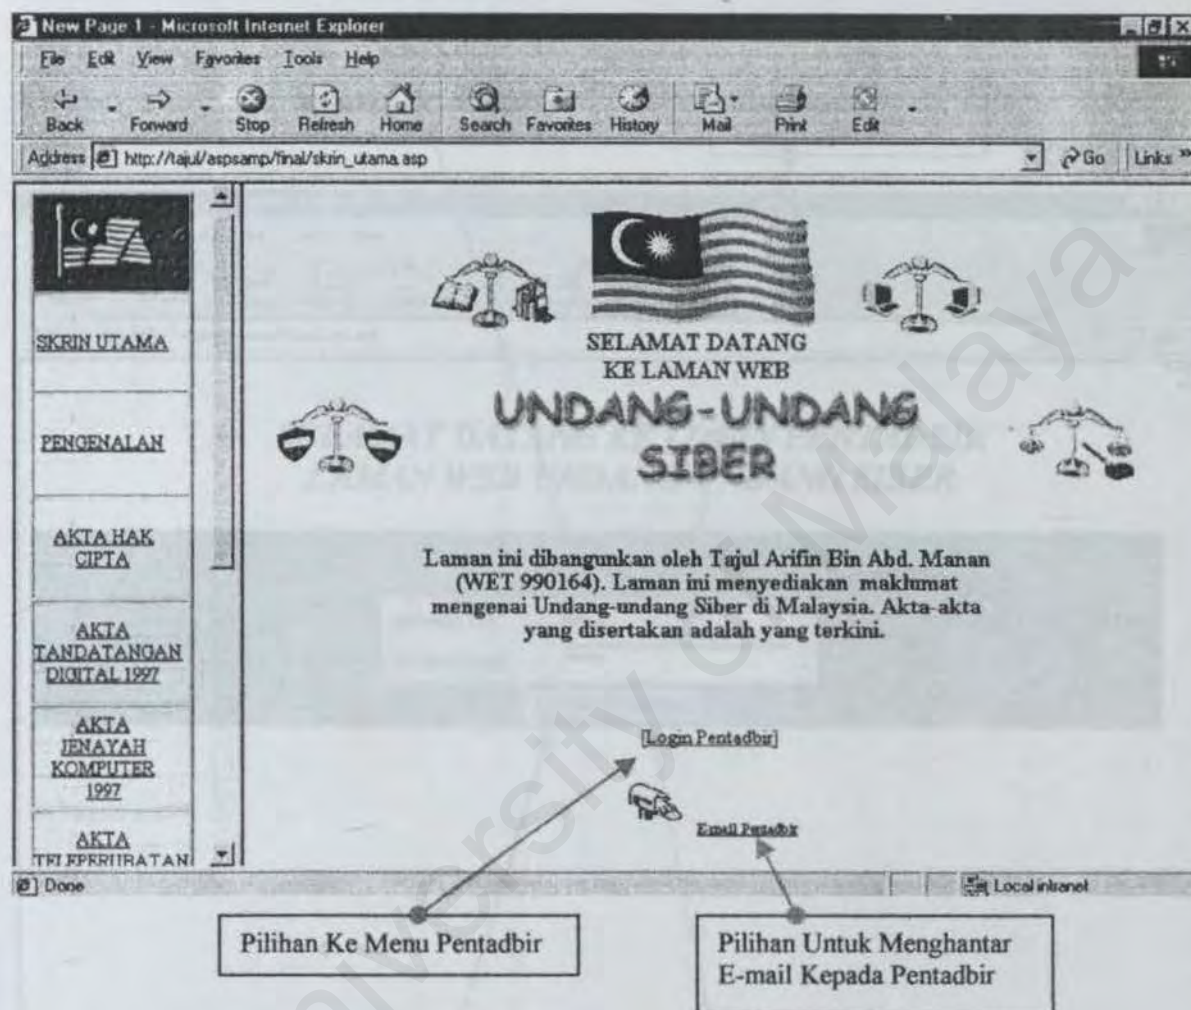 New Page 1 - Microsoft Internet Explorer
File Edit View Favorites Tools Help
Back Forward Stop Refresh Home Search Favorites History Mail Print Edit
Address http://tajul/aspsamp/final/skrin_utama.asp Go Links »
SKRIN UTAMA
PENGENALAN
AKTA HAK
CIPTA
AKTA
TANDATANGAN
DIGITAL 1997
AKTA
JENAYAH
KOMPUTER
1997
AKTA
TELEPERUBATAN
SELAMAT DATANG
KE LAMAN WEB
UNDANG-UNDANG
SIBER
Laman ini dibangunkan oleh Tajul Arifin Bin Abd. Manan
(WET 990164). Laman ini menyediakan maklumat
mengenai Undang-undang Siber di Malaysia. Akta-akta
yang disertakan adalah yang terkini.
[Login Pentadbir]
Email Pentadbir
Done Local intranet
Pilihan Ke Menu Pentadbir
Pilihan Untuk Menghantar
E-mail Kepada Pentadbir
University of Malaya